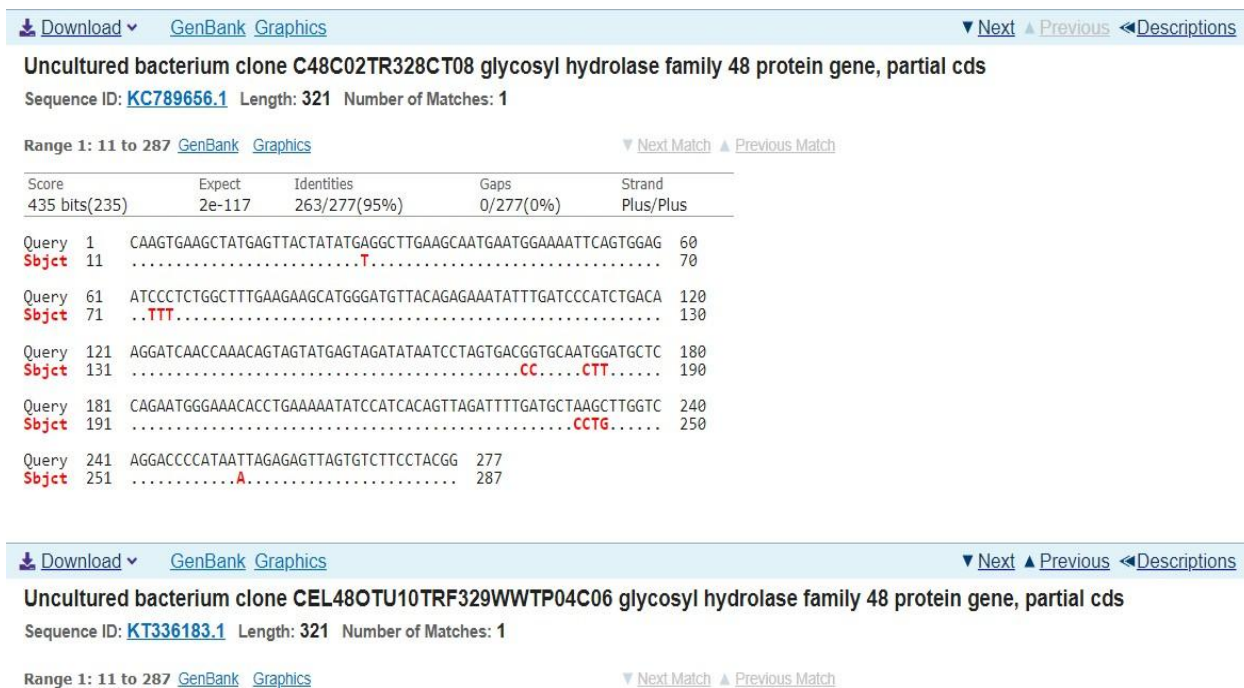 Download GenBank Graphics Next Previous Descriptions
Uncultured bacterium clone C48C02TR328CT08 glycosyl hydrolase family 48 protein gene, partial cds
Sequence ID: KC789656.1 Length: 321 Number of Matches: 1
Range 1: 11 to 287 GenBank Graphics Next Match Previous Match
Score Expect Identities Gaps Strand
435 bits(235) 2e-117 263/277(95%) 0/277(0%) Plus/Plus
Query 1 CAAGTGAAGCTATGAGTTACTATATGAGGCTTGAAGCAATGAATGGAAAATTCAGTGGAG 60
Sbjct 11 ..........................T................................. 70
Query 61 ATCCCTCTGGCTTTGAAGAAGCATGGGATGTTACAGAGAAATATTTGATCCCATCTGACA 120
Sbjct 71 ..TTT....................................................... 130
Query 121 AGGATCAACCAAACAGTAGTATGAGTAGATATAATCCTAGTGACGGTGCAATGGATGCTC 180
Sbjct 131 ............................................CC.....CTT...... 190
Query 181 CAGAATGGGAAACACCTGAAAAATATCCATCACAGTTAGATTTTGATGCTAAGCTTGGTC 240
Sbjct 191 ..................................................CCTG...... 250
Query 241 AGGACCCCATAATTAGAGAGTTAGTGTCTTCCTACGG 277
Sbjct 251 ............A........................ 287
Download GenBank Graphics Next Previous Descriptions
Uncultured bacterium clone CEL48OTU10TRF329WWTP04C06 glycosyl hydrolase family 48 protein gene, partial cds
Sequence ID: KT336183.1 Length: 321 Number of Matches: 1
Range 1: 11 to 287 GenBank Graphics Next Match Previous Match